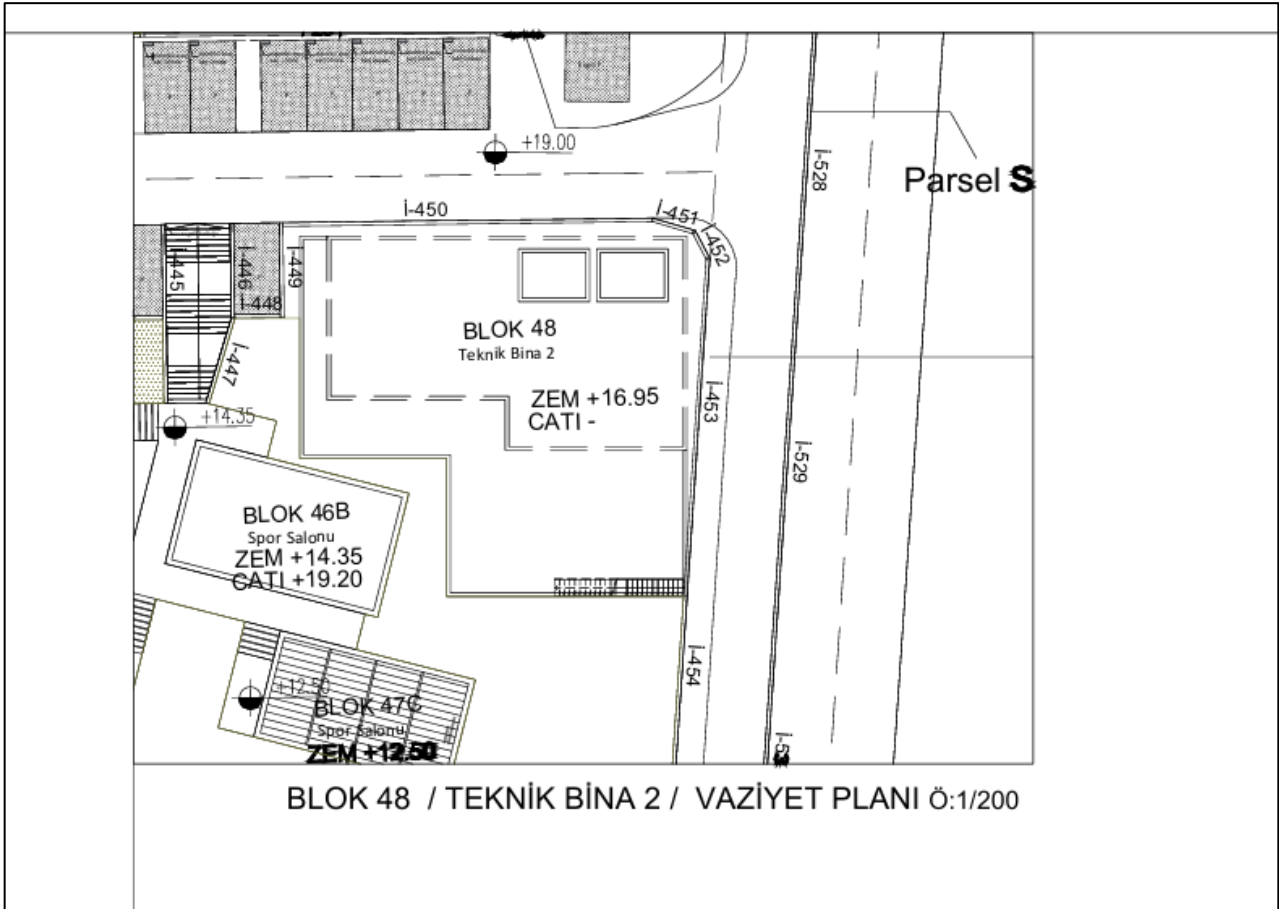 +19.00
Parsel S
İ-528
İ-450
İ-451
İ-452
İ-445
İ-446
İ-449
İ-448
BLOK 48
Teknik Bina 2
İ-447
ZEM +16.95
CATI -
İ-453
+14.35
İ-529
BLOK 46B
Spor Salonu
ZEM +14.35
CATI +19.20
İ-454
+12.50
BLOK 47C
Spor Salonu
ZEM +12.50
BLOK 48 / TEKNİK BİNA 2 / VAZİYET PLANI Ö:1/200